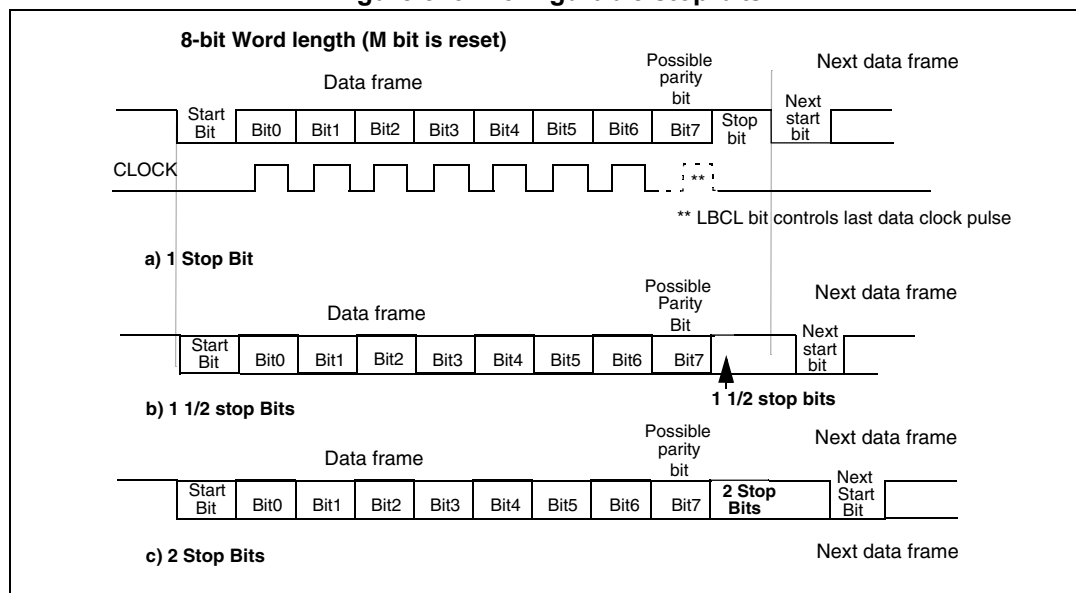 8-bit Word length (M bit is reset)
Data frame
Possible
parity
bit
Next data frame
Start
Bit
Bit0
Bit1
Bit2
Bit3
Bit4
Bit5
Bit6
Bit7
Stop
bit
Next
start
bit
CLOCK
**
** LBCL bit controls last data clock pulse
a) 1 Stop Bit
Data frame
Possible
Parity
Bit
Next data frame
Start
Bit
Bit0
Bit1
Bit2
Bit3
Bit4
Bit5
Bit6
Bit7
Next
start
bit
1 1/2 stop bits
b) 1 1/2 stop Bits
Data frame
Possible
parity
bit
Next data frame
Start
Bit
Bit0
Bit1
Bit2
Bit3
Bit4
Bit5
Bit6
Bit7
2 Stop
Bits
Next
Start
Bit
c) 2 Stop Bits
Next data frame